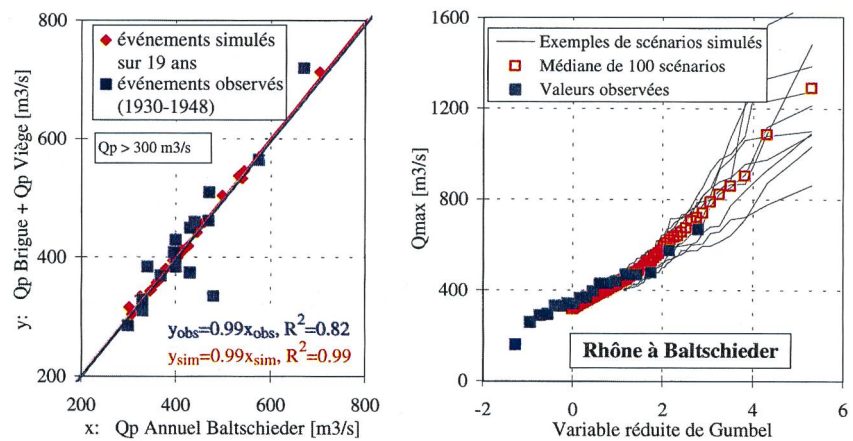 800
événements simulés
sur 19 ans
événements observés
(1930-1948)
Qp > 300 m3/s
600
400
200
y: Qp Brigue + Qp Viège [m3/s]
yobs=0.99xobs, R²=0.82
ysim=0.99xsim, R²=0.99
200 400 600 800
x: Qp Annuel Baltschieder [m3/s]
1600
Exemples de scénarios simulés
Médiane de 100 scénarios
Valeurs observées
1200
800
400
0
Qmax [m3/s]
Rhône à Baltschieder
-2 0 2 4 6
Variable réduite de Gumbel